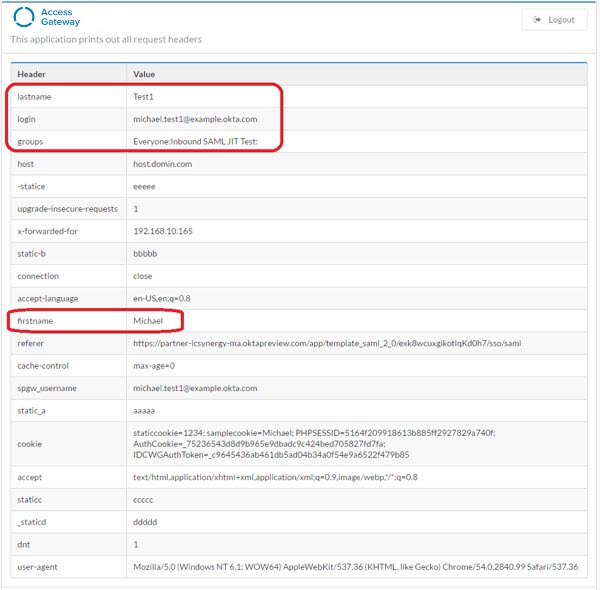 Access
Gateway
Logout
This application prints out all request headers
Header Value
lastname Test1
login michael.test1@example.okta.com
groups Everyone:Inbound SAML JIT Test:
host host.domin.com
-statice eeeee
upgrade-insecure-requests 1
x-forwarded-for 192.168.10.165
static-b bbbbb
connection close
accept-language en-US,en;q=0.8
firstname Michael
referer https://partner-icsynergy-ma.oktapreview.com/app/template_saml_2_0/exk8wcuxgikotlqKd0h7/sso/saml
cache-control max-age=0
spgw_username michael.test1@example.okta.com
static_a aaaaa
cookie staticcookie=1234; samplecookie=Michael; PHPSESSID=5164f209918613b885ff2927829a740f;
AuthCookie=_75236543d8d9b965e9dbadc9c424bed705827fd7fa;
IDCWGAuthToken=_c9645436ab461db5ad04b34a0f54e9a6522f479b85
accept text/html,application/xhtml+xml,application/xml;q=0.9,image/webp,*/*;q=0.8
staticc ccccc
_staticd ddddd
dnt 1
user-agent Mozilla/5.0 (Windows NT 6.1; WOW64) AppleWebKit/537.36 (KHTML, like Gecko) Chrome/54.0.2840.99 Safari/537.36